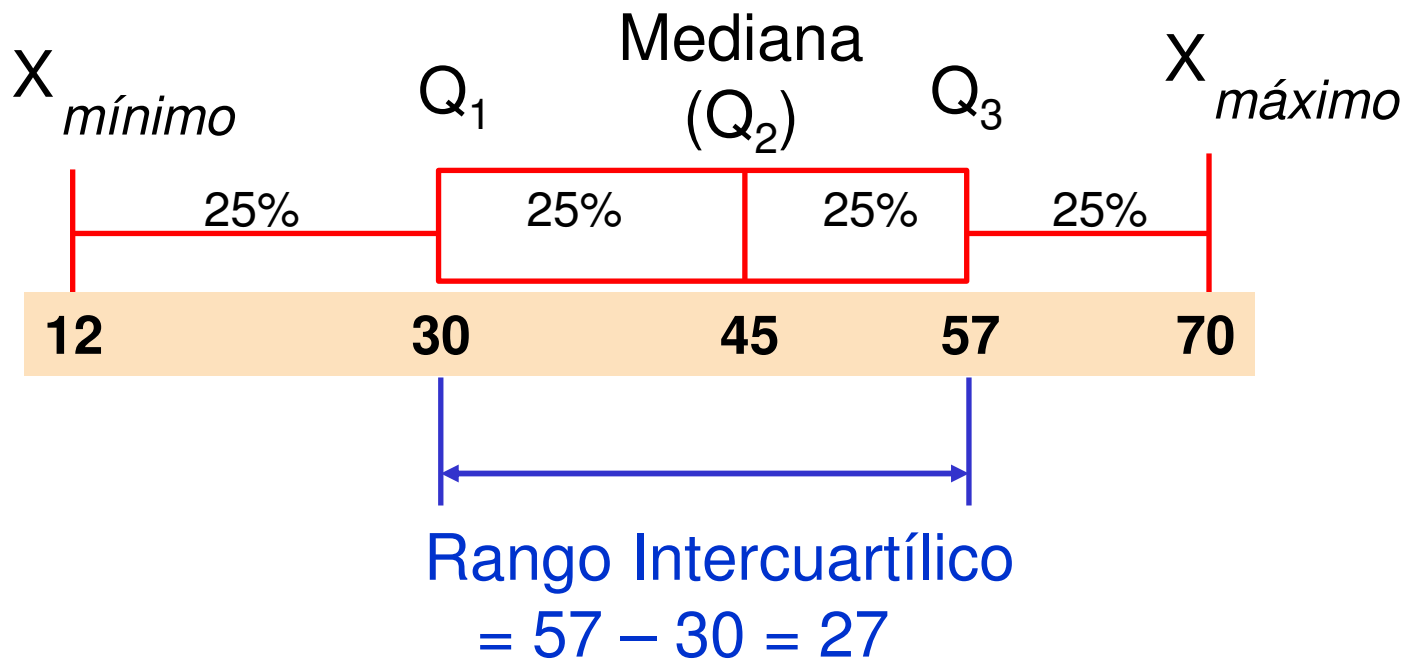 X mínimo
Q1
Mediana
(Q2)
Q3
X máximo
25%
25%
25%
25%
12
30
45
57
70
Rango Intercuartílico
= 57 – 30 = 27